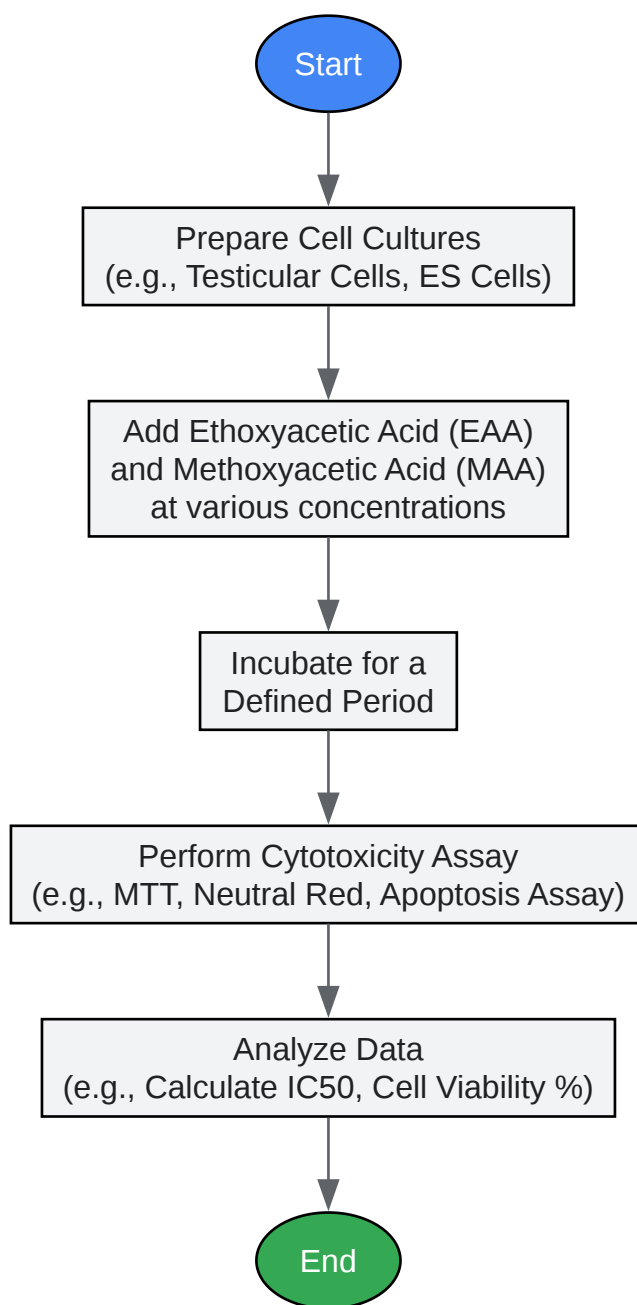 Start
Prepare Cell Cultures
(e.g., Testicular Cells, ES Cells)
Add Ethoxyacetic Acid (EAA)
and Methoxyacetic Acid (MAA)
at various concentrations
Incubate for a
Defined Period
Perform Cytotoxicity Assay
(e.g., MTT, Neutral Red, Apoptosis Assay)
Analyze Data
(e.g., Calculate IC50, Cell Viability %)
End